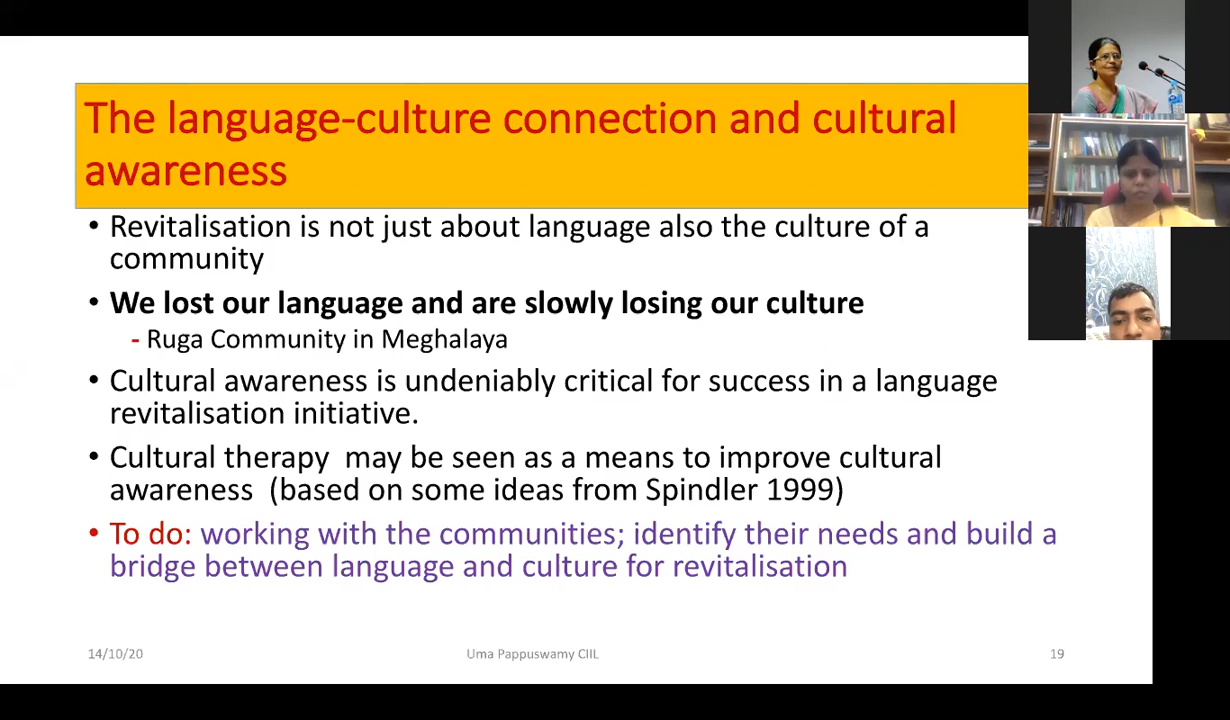 The language-culture connection and cultural
awareness
• Revitalisation is not just about language also the culture of a
community
• We lost our language and are slowly losing our culture
- Ruga Community in Meghalaya
• Cultural awareness is undeniably critical for success in a language
revitalisation initiative.
• Cultural therapy may be seen as a means to improve cultural
awareness (based on some ideas from Spindler 1999)
• To do: working with the communities; identify their needs and build a
bridge between language and culture for revitalisation
14/10/20 Uma Pappuswamy CIIL 19